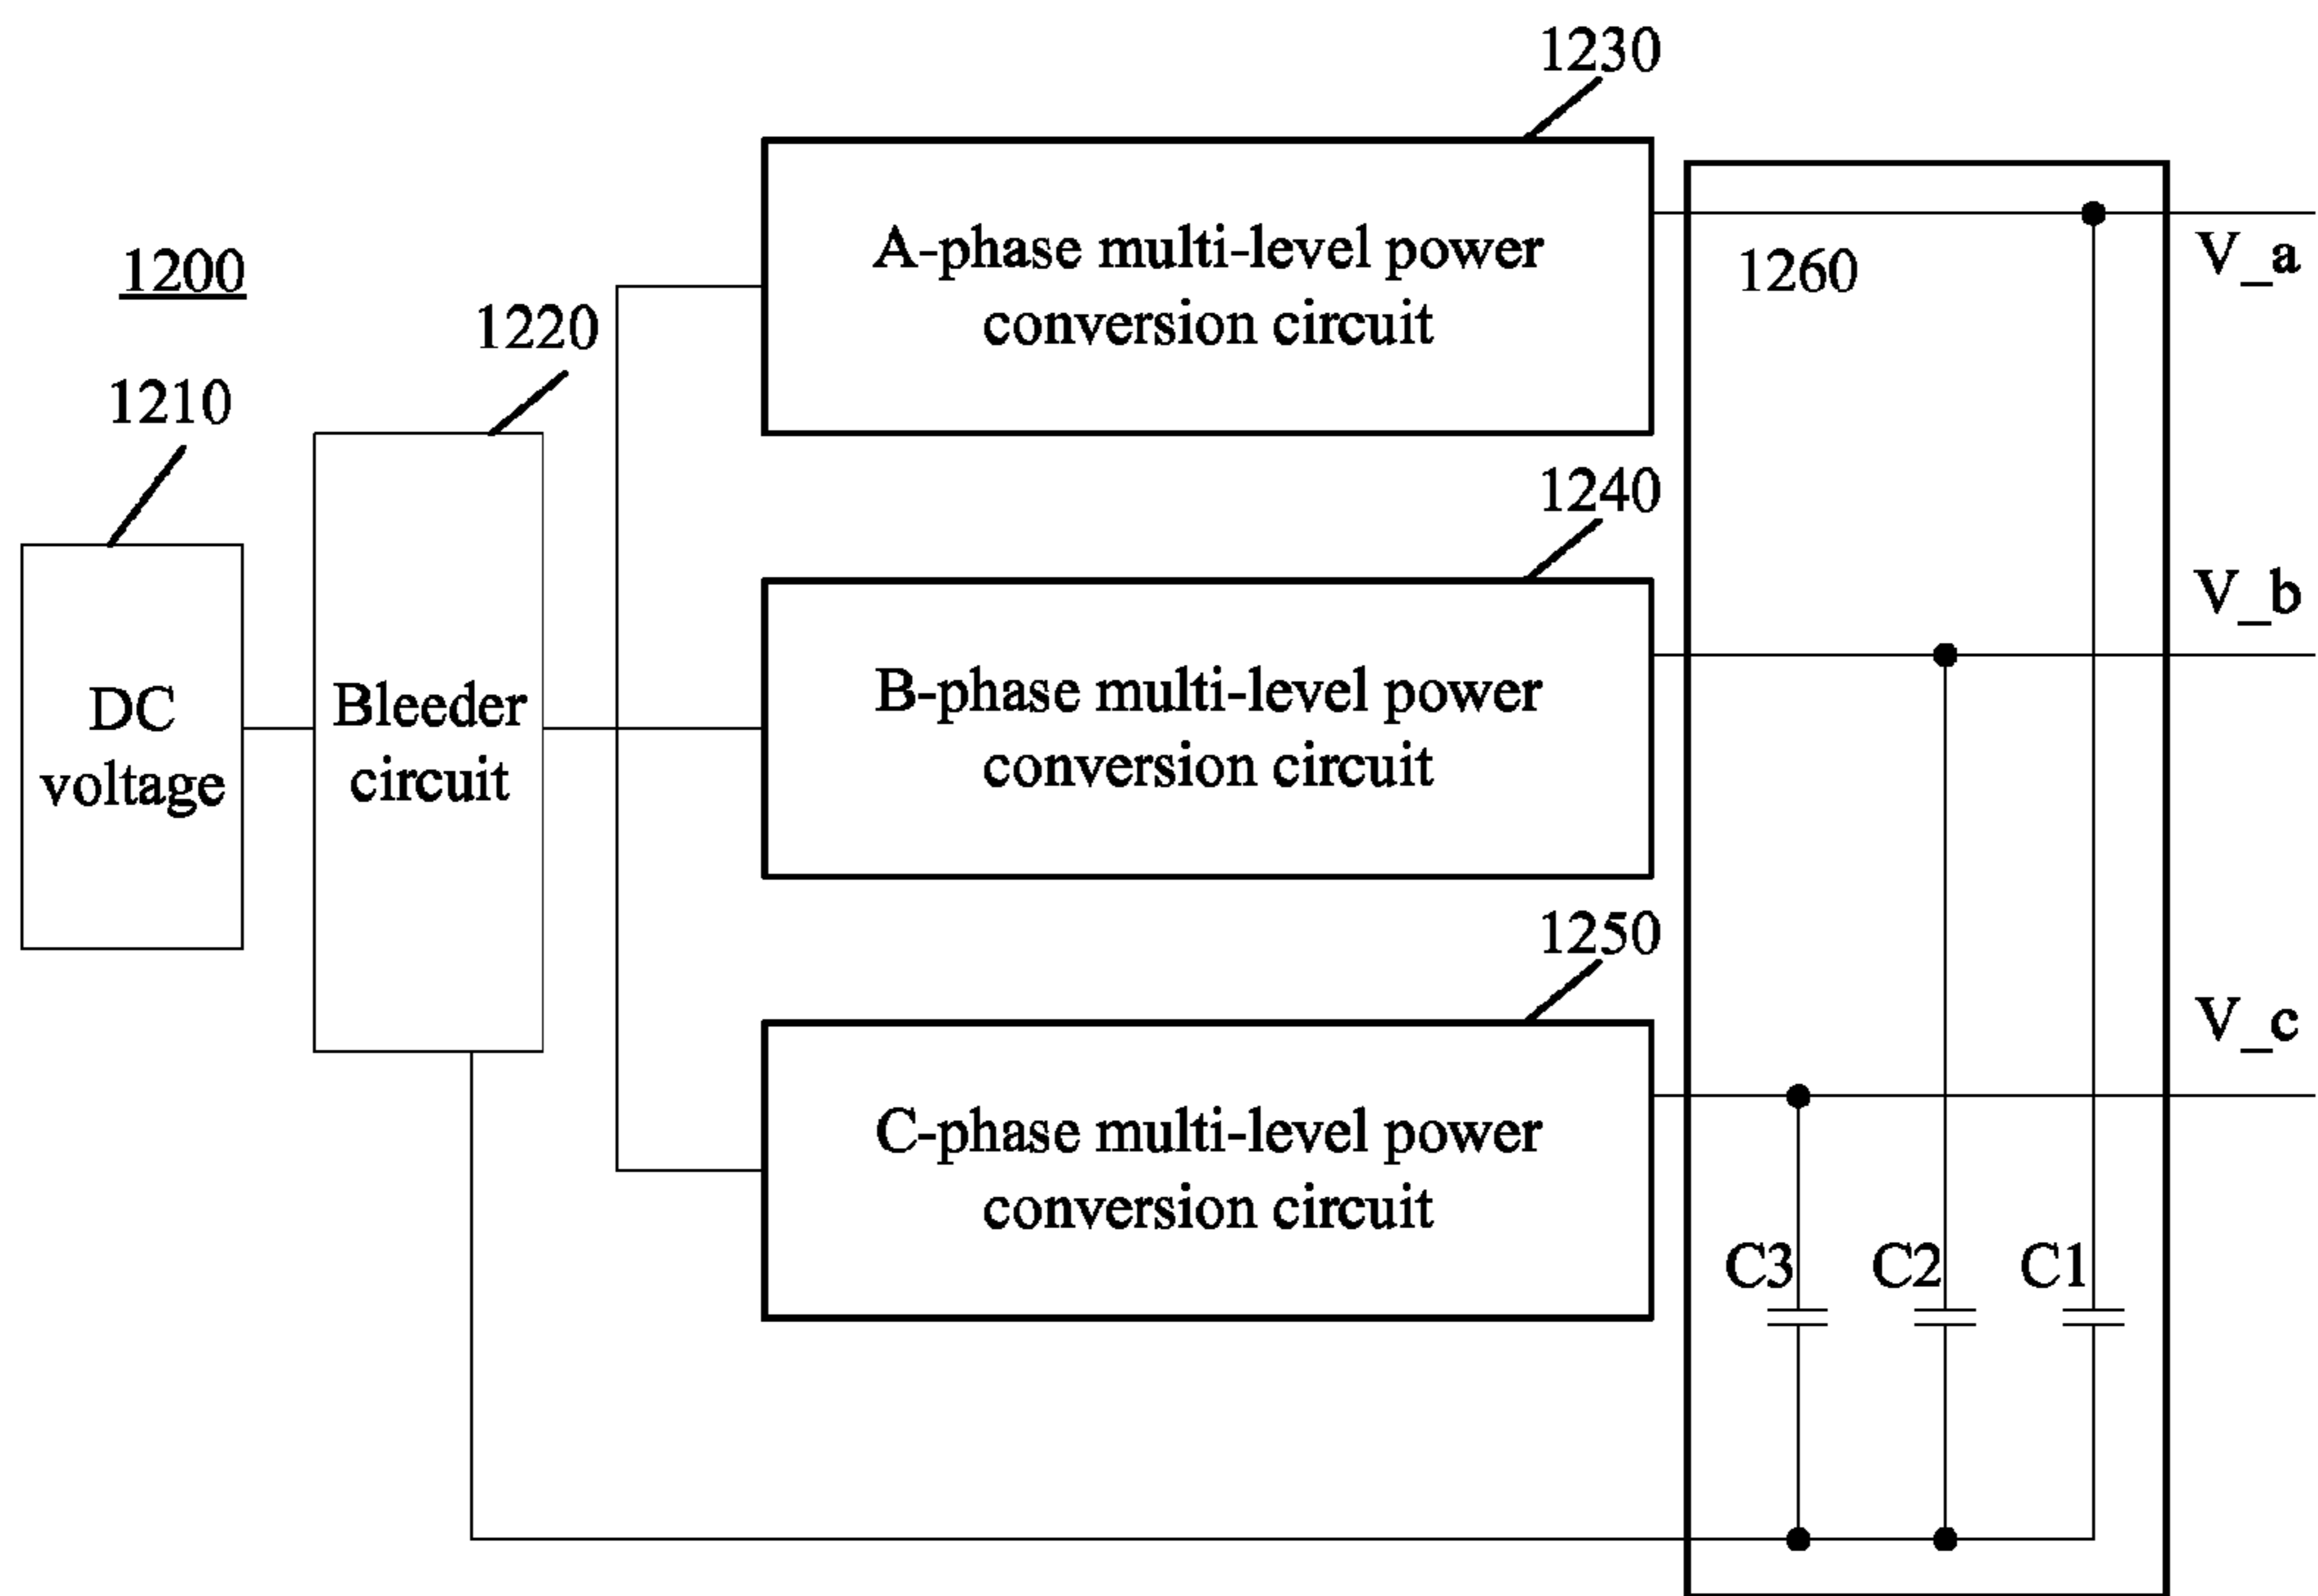 1230
A-phase multi-level power
conversion circuit
1260
V_a
1200
1220
1210
1240
V_b
B-phase multi-level power
conversion circuit
DC
voltage
Bleeder
circuit
1250
V_c
C-phase multi-level power
conversion circuit
C3
C2
C1